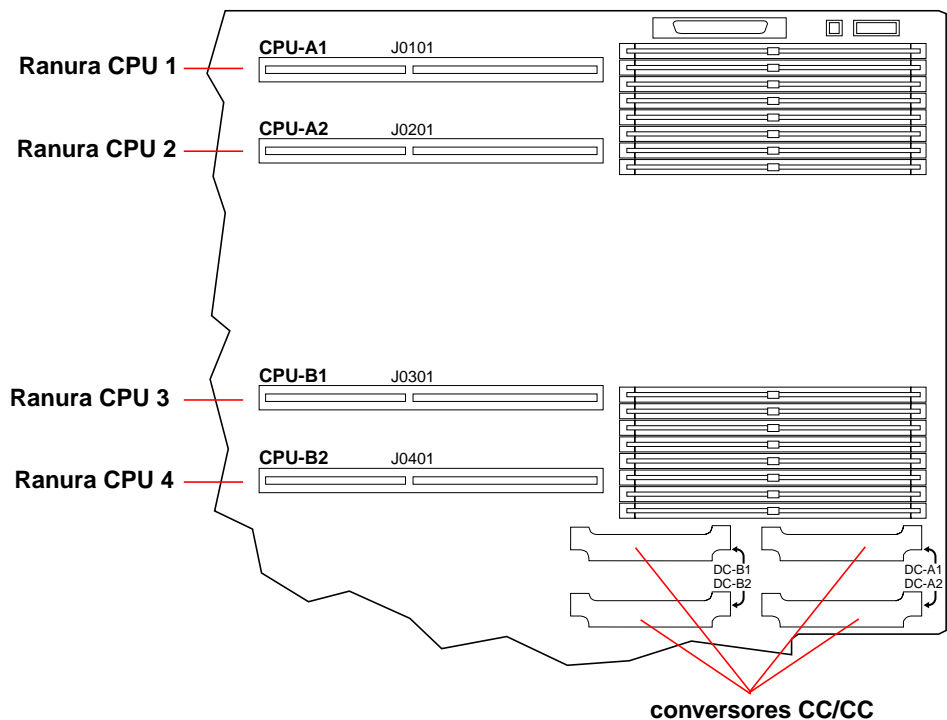 CPU-A1 J0101
Ranura CPU 1
CPU-A2 J0201
Ranura CPU 2
CPU-B1 J0301
Ranura CPU 3
CPU-B2 J0401
Ranura CPU 4
DC-B1
DC-B2
DC-A1
DC-A2
conversores CC/CC